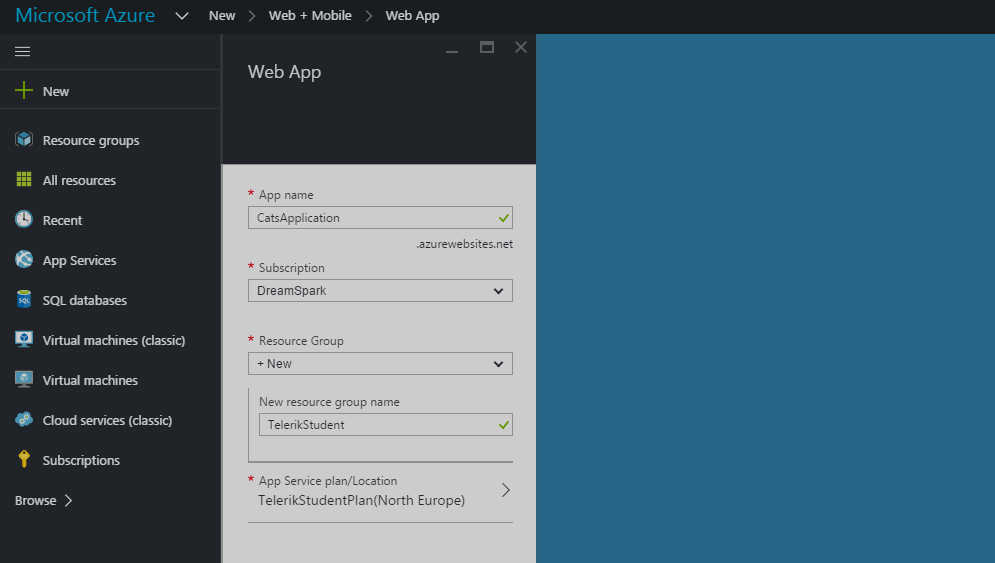 Microsoft Azure New Web + Mobile Web App
New
Resource groups
All resources
Recent
App Services
SQL databases
Virtual machines (classic)
Virtual machines
Cloud services (classic)
Subscriptions
Browse
Web App
* App name
CatsApplication
.azurewebsites.net
* Subscription
DreamSpark
* Resource Group
+ New
New resource group name
TelerikStudent
* App Service plan/Location
TelerikStudentPlan(North Europe)